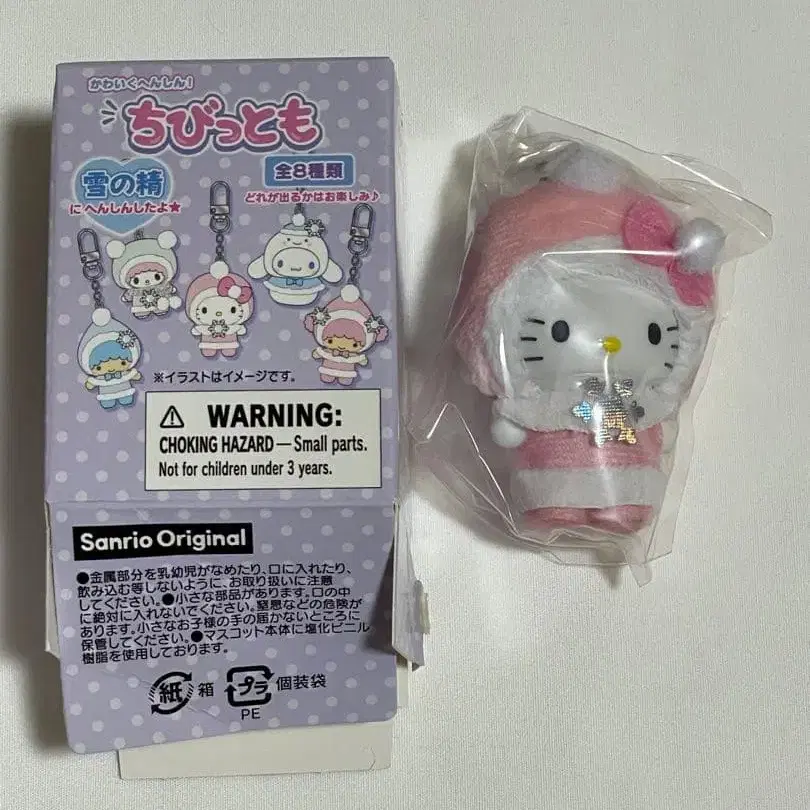 かわいくへんしん!
ちびっとも
雪の精
にへんしんしたよ★
全8種類
どれが出るかはお楽しみ♪
※イラストはイメージです。
WARNING:
CHOKING HAZARD — Small parts.
Not for children under 3 years.
Sanrio Original
●金属部分を乳幼児がなめたり、口に入れたり、
飲み込む等しないように、お取り扱いに注意
してください。●小さな部品があります。口の中
に絶対に入れないでください。窒息などの危険が
あります。小さなお子様の手の届かないところに
保管してください。●マスコット本体に塩化ビニル
樹脂を使用しております。
紙 箱 プラ 個装袋
PE